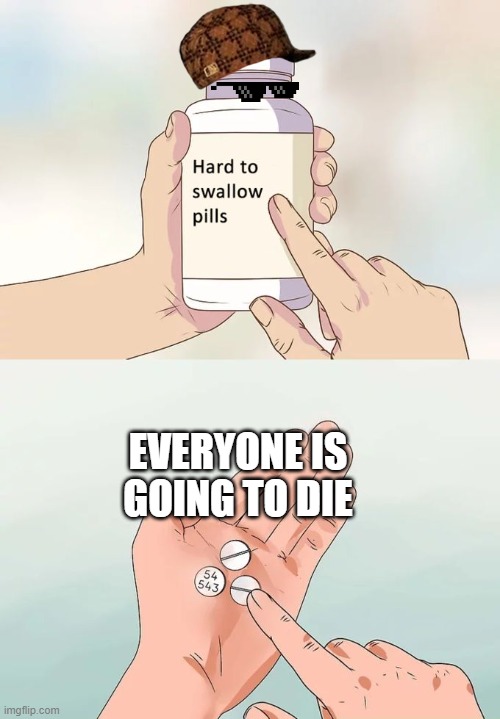 Hard to
swallow
pills
EVERYONE IS
GOING TO DIE
54
543
imgflip.com